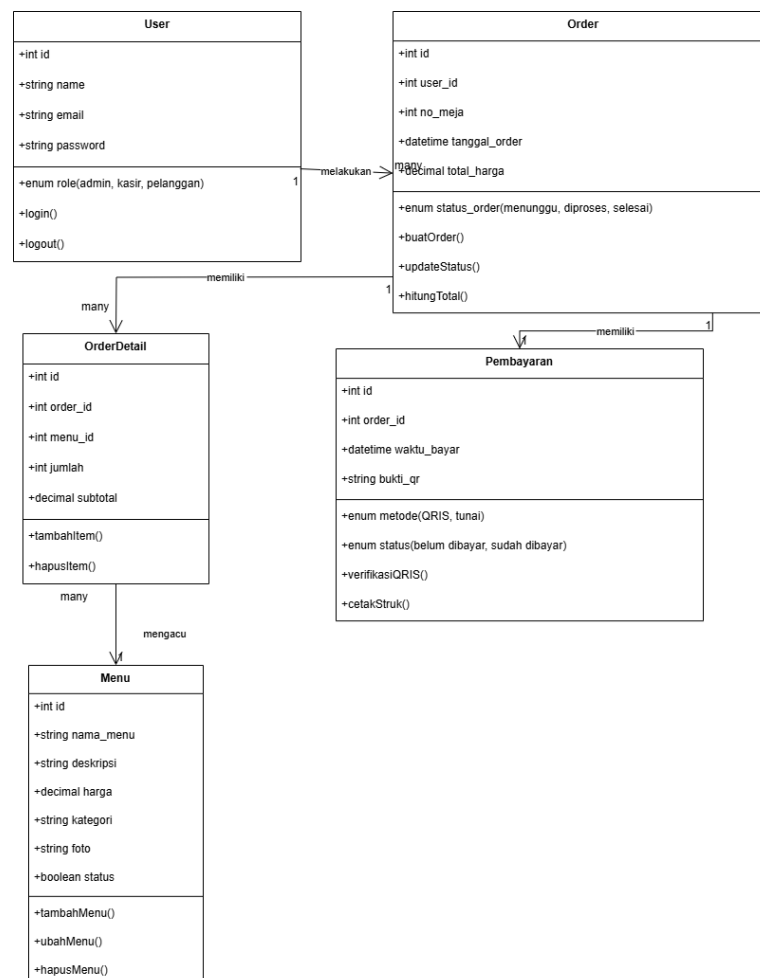 User
+int id
+string name
+string email
+string password
+enum role(admin, kasir, pelanggan)
+login()
+logout()
1
melakukan
many
Order
+int id
+int user_id
+int no_meja
+datetime tanggal_order
+decimal total_harga
+enum status_order(menunggu, diproses, selesai)
+buatOrder()
+updateStatus()
+hitungTotal()
1
memiliki
many
1
memiliki
1
OrderDetail
+int id
+int order_id
+int menu_id
+int jumlah
+decimal subtotal
+tambahItem()
+hapusItem()
Pembayaran
+int id
+int order_id
+datetime waktu_bayar
+string bukti_qr
+enum metode(QRIS, tunai)
+enum status(belum dibayar, sudah dibayar)
+verifikasiQRIS()
+cetakStruk()
many
mengacu
1
Menu
+int id
+string nama_menu
+string deskripsi
+decimal harga
+string kategori
+string foto
+boolean status
+tambahMenu()
+ubahMenu()
+hapusMenu()